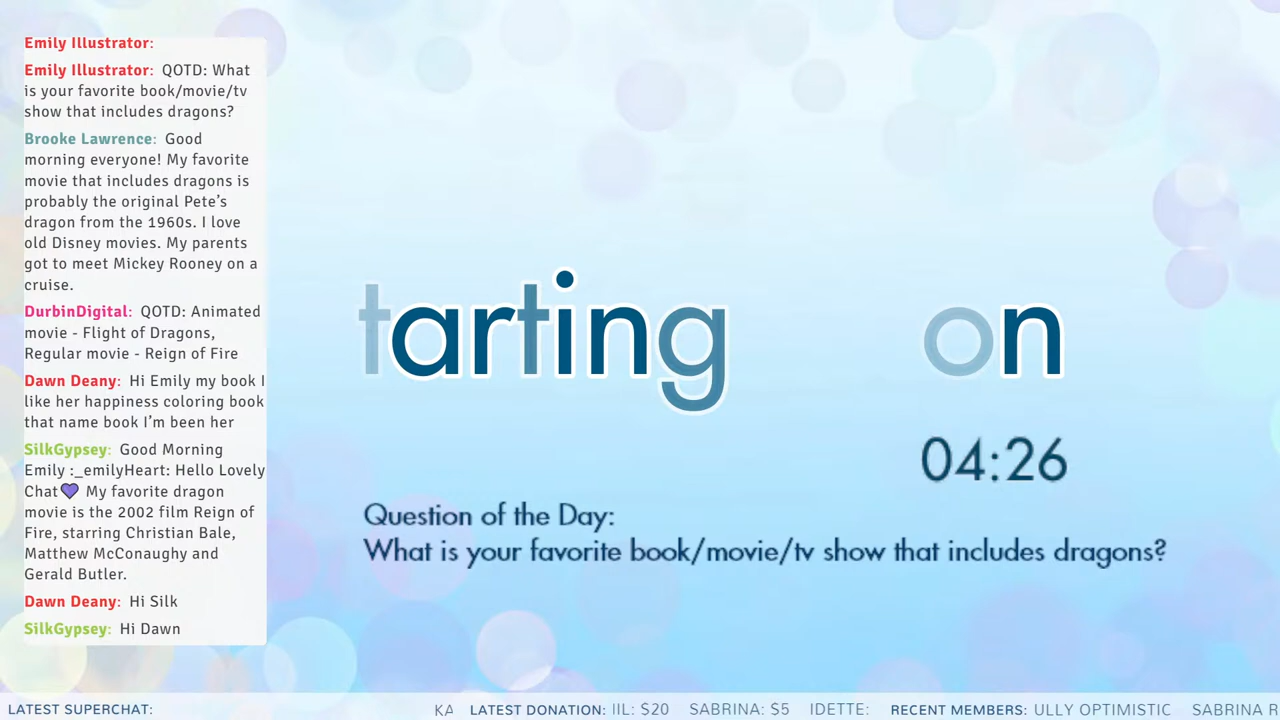 Emily Illustrator:
Emily Illustrator: QOTD: What
is your favorite book/movie/tv
show that includes dragons?
Brooke Lawrence: Good
morning everyone! My favorite
movie that includes dragons is
probably the original Pete's
dragon from the 1960s. I love
old Disney movies. My parents
got to meet Mickey Rooney on a
cruise.
DurbinDigital: QOTD: Animated
movie - Flight of Dragons,
Regular movie - Reign of Fire
Dawn Deany: Hi Emily my book I
like her happiness coloring book
that name book I'm been her
SilkGypsey: Good Morning
Emily :_emilyHeart: Hello Lovely
Chat💜 My favorite dragon
movie is the 2002 film Reign of
Fire, starring Christian Bale,
Matthew McConaughy and
Gerald Butler.
Dawn Deany: Hi Silk
SilkGypsey: Hi Dawn
tarting on
04:26
Question of the Day:
What is your favorite book/movie/tv show that includes dragons?
LATEST SUPERCHAT: KA LATEST DONATION: IIL: $20 SABRINA: $5 IDETTE: RECENT MEMBERS: ULLY OPTIMISTIC SABRINA R